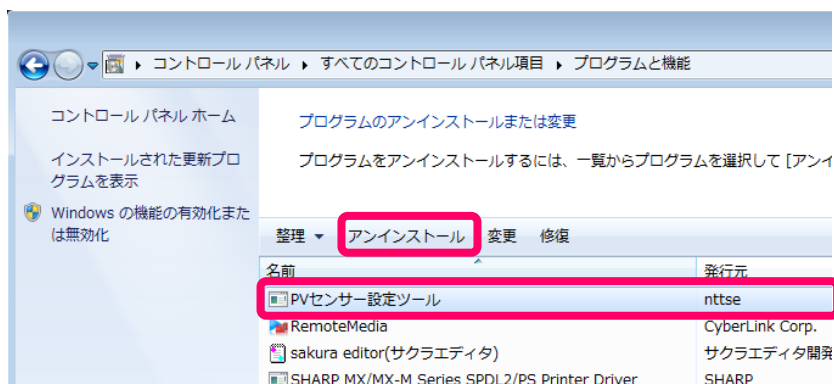 コントロール パネル ▸ すべてのコントロール パネル項目 ▸ プログラムと機能
コントロール パネル ホーム
インストールされた更新プロ
グラムを表示
Windows の機能の有効化また
は無効化
プログラムのアンインストールまたは変更
プログラムをアンインストールするには、一覧からプログラムを選択して [アンイ
整理 ▼ アンインストール 変更 修復
名前 発行元
PVセンサー設定ツール nttse
RemoteMedia CyberLink Corp.
sakura editor(サクラエディタ) サクラエディタ開発
SHARP MX/MX-M Series SPDL2/PS Printer Driver SHARP